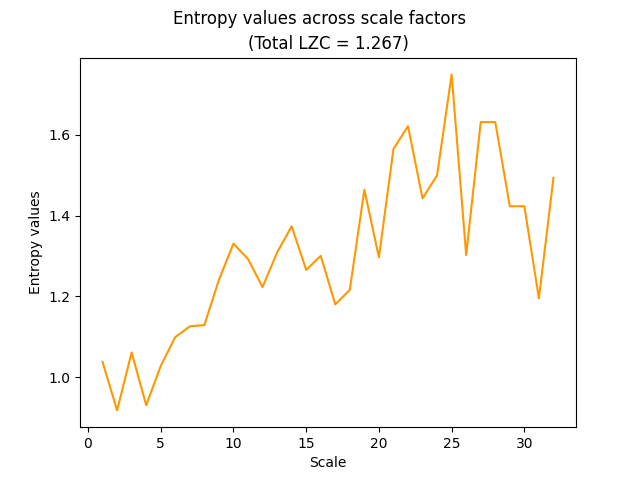 Entropy values across scale factors
(Total LZC = 1.267)
Entropy values
1.6
1.4
1.2
1.0
0
5
10
15
20
25
30
Scale